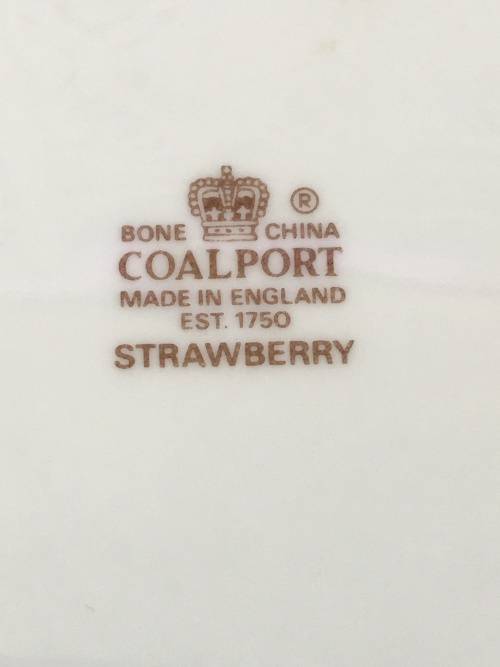 ®
BONE CHINA
COALPORT
MADE IN ENGLAND
EST. 1750
STRAWBERRY